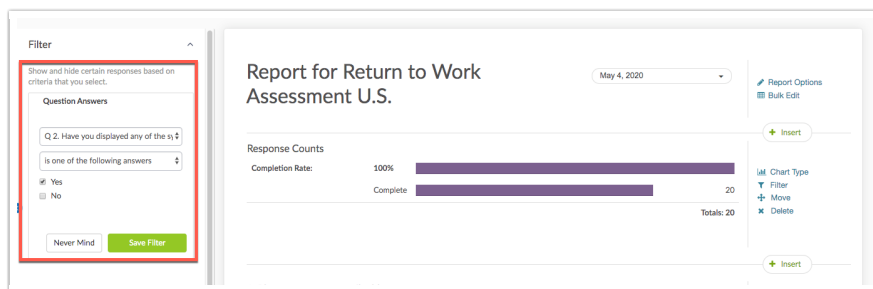 Filter
Show and hide certain responses based on
criteria that you select.
Question Answers
Q 2. Have you displayed any of the sy
is one of the following answers
Yes
No
Never Mind
Save Filter
Report for Return to Work
Assessment U.S.
May 4, 2020
Report Options
Bulk Edit
+ Insert
Response Counts
Completion Rate: 100%
Complete 20
Totals: 20
Chart Type
Filter
Move
Delete
+ Insert